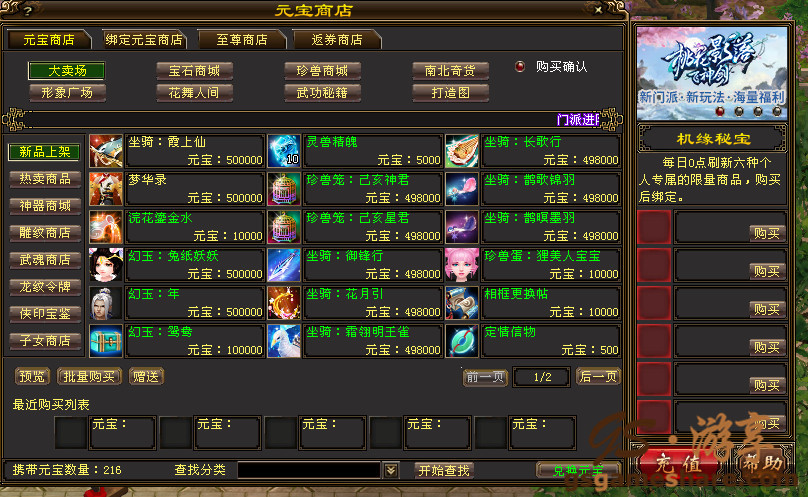 元宝商店
元宝商店 绑定元宝商店 至尊商店 返券商店
大卖场 宝石商城 珍兽商城 南北奇货 购买确认
形象广场 花舞人间 武功秘籍 打造图
门派进
新品上架
热卖商品
神器商城
雕纹商店
武魂商店
龙纹令牌
侠印宝鉴
子女商店
坐骑：霞上仙
元宝：500000
10
灵兽精魄
元宝：5000
坐骑：长歌行
元宝：498000
梦华录
元宝：500000
珍兽笼：己亥神君
元宝：498000
坐骑：鹊歌锦羽
元宝：498000
浣花鎏金水
元宝：10000
珍兽笼：己亥星君
元宝：498000
坐骑：鹊暝墨羽
元宝：498000
幻玉：兔纸妖妖
元宝：500000
坐骑：御锋行
元宝：498000
珍兽蛋：狸美人宝宝
元宝：10000
幻玉：年
元宝：500000
坐骑：花月引
元宝：498000
相框更换帖
元宝：10000
幻玉：鸳鸯
元宝：100000
坐骑：霜翎明王雀
元宝：498000
定情信物
元宝：500
预览 批量购买 赠送 前一页 1/2 后一页
最近购买列表
元宝： 元宝： 元宝： 元宝： 元宝：
携带元宝数量：216 查找分类 开始查找 兑换元宝
桃花影落
飞神剑
新门派·新玩法·海量福利
机缘秘宝
每日0点刷新六种个
人专属的限量商品，购买
后绑定。
购买
购买
购买
购买
购买
购买
充值 帮助
游享